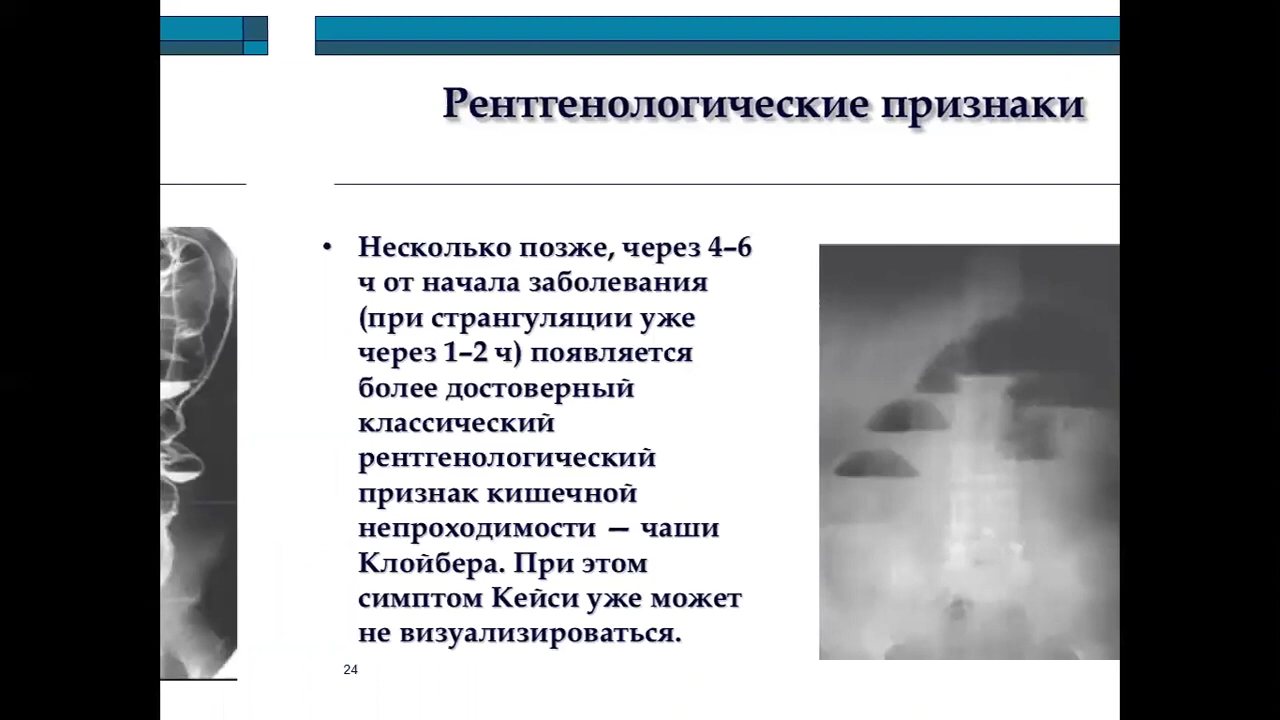 Рентгенологические признаки
• Несколько позже, через 4–6
ч от начала заболевания
(при странгуляции уже
через 1–2 ч) появляется
более достоверный
классический
рентгенологический
признак кишечной
непроходимости — чаши
Клойбера. При этом
симптом Кейси уже может
не визуализироваться.
24